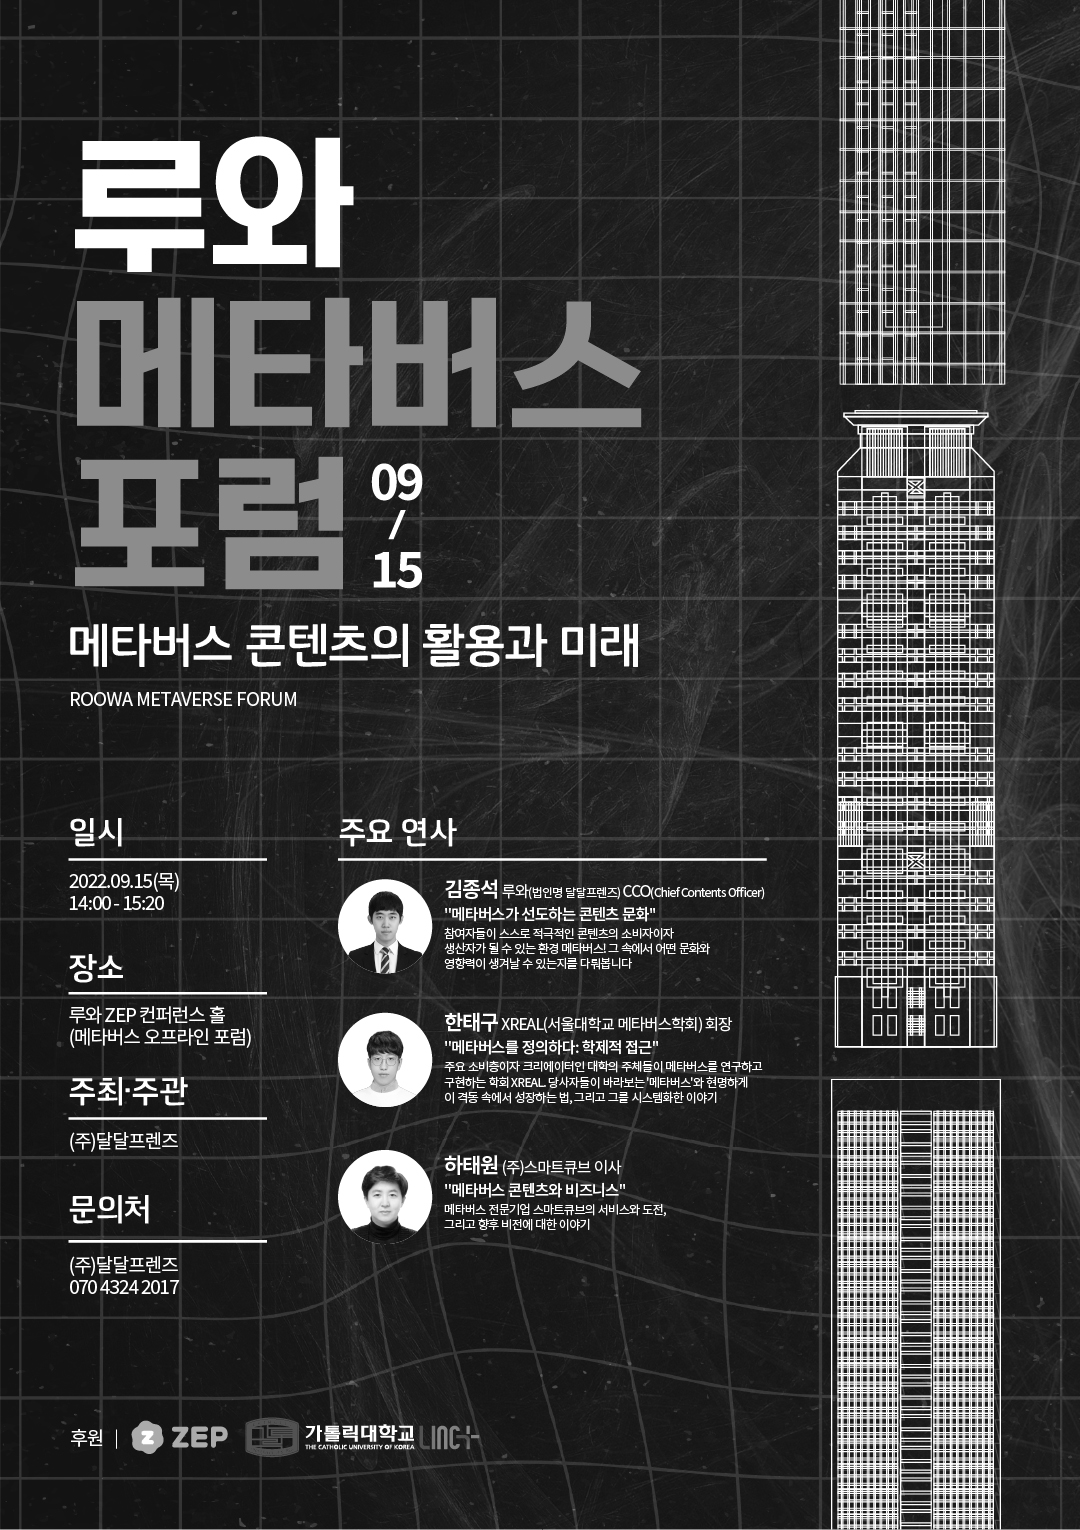 루와
메타버스
포럼
09
/
15
메타버스 콘텐츠의 활용과 미래
ROOWA METAVERSE FORUM
일시
2022.09.15(목)
14:00 - 15:20
장소
루와 ZEP 컨퍼런스 홀
(메타버스 오프라인 포럼)
주최·주관
(주)달달프렌즈
문의처
(주)달달프렌즈
070 4324 2017
주요 연사
김종석 루와(법인명 달달프렌즈) CCO(Chief Contents Officer)
"메타버스가 선도하는 콘텐츠 문화"
참여자들이 스스로 적극적인 콘텐츠의 소비자이자
생산자가 될 수 있는 환경 메타버스! 그 속에서 어떤 문화와
영향력이 생겨날 수 있는지를 다뤄봅니다
한태구 XREAL(서울대학교 메타버스학회) 회장
"메타버스를 정의하다: 학제적 접근"
주요 소비층이자 크리에이터인 대학의 주체들이 메타버스를 연구하고
구현하는 학회 XREAL. 당사자들이 바라보는 '메타버스'와 현명하게
이 격동 속에서 성장하는 법, 그리고 그를 시스템화한 이야기
하태원 (주)스마트큐브 이사
"메타버스 콘텐츠와 비즈니스"
메타버스 전문기업 스마트큐브의 서비스와 도전,
그리고 향후 비전에 대한 이야기
후원 | ZEP 가톨릭대학교 LINC+
THE CATHOLIC UNIVERSITY OF KOREA